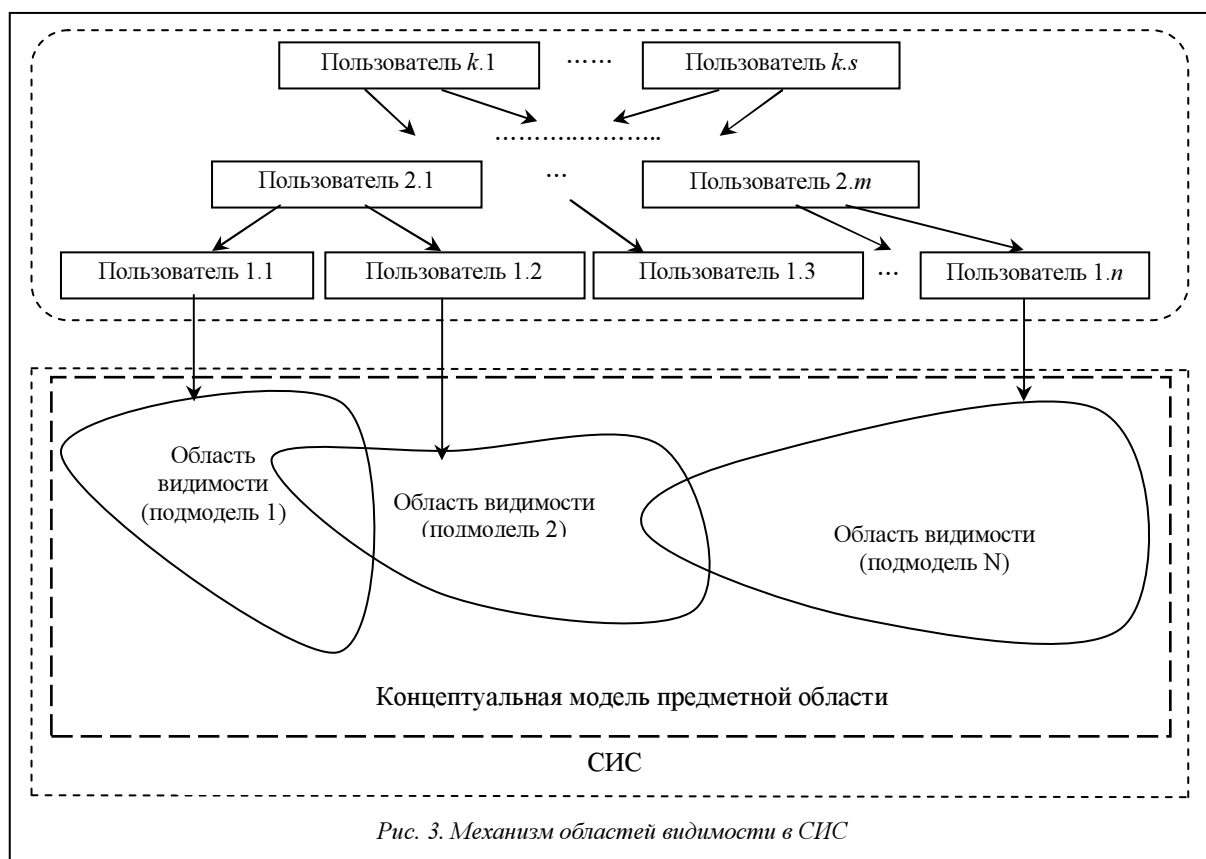 Пользователь k.1 …… Пользователь k.s
…………………..
Пользователь 2.1 … Пользователь 2.m
Пользователь 1.1 Пользователь 1.2 Пользователь 1.3 … Пользователь 1.n
Область
видимости
(подмодель 1)
Область видимости
(подмодель 2)
Область видимости
(подмодель N)
Концептуальная модель предметной области
СИС
Рис. 3. Механизм областей видимости в СИС